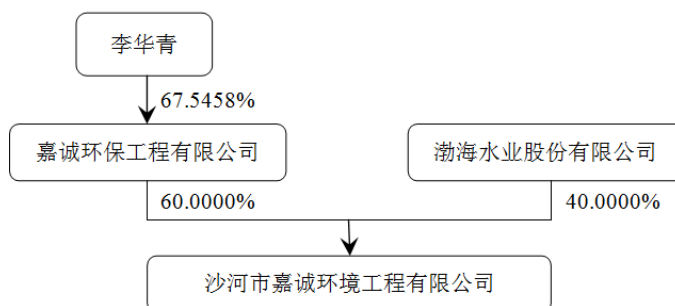 李华青
67.5458%
嘉诚环保工程有限公司
渤海水业股份有限公司
60.0000%
40.0000%
沙河市嘉诚环境工程有限公司